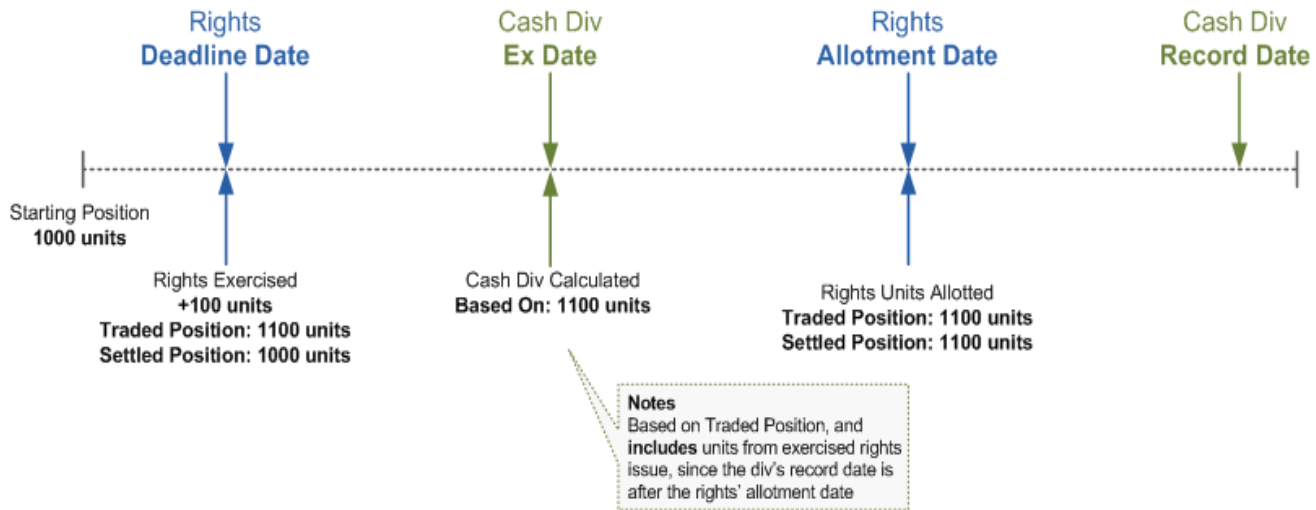 Rights
Deadline Date
Cash Div
Ex Date
Rights
Allotment Date
Cash Div
Record Date
Starting Position
1000 units
Rights Exercised
+100 units
Traded Position: 1100 units
Settled Position: 1000 units
Cash Div Calculated
Based On: 1100 units
Rights Units Allotted
Traded Position: 1100 units
Settled Position: 1100 units
Notes
Based on Traded Position, and
includes units from exercised rights
issue, since the div's record date is
after the rights' allotment date